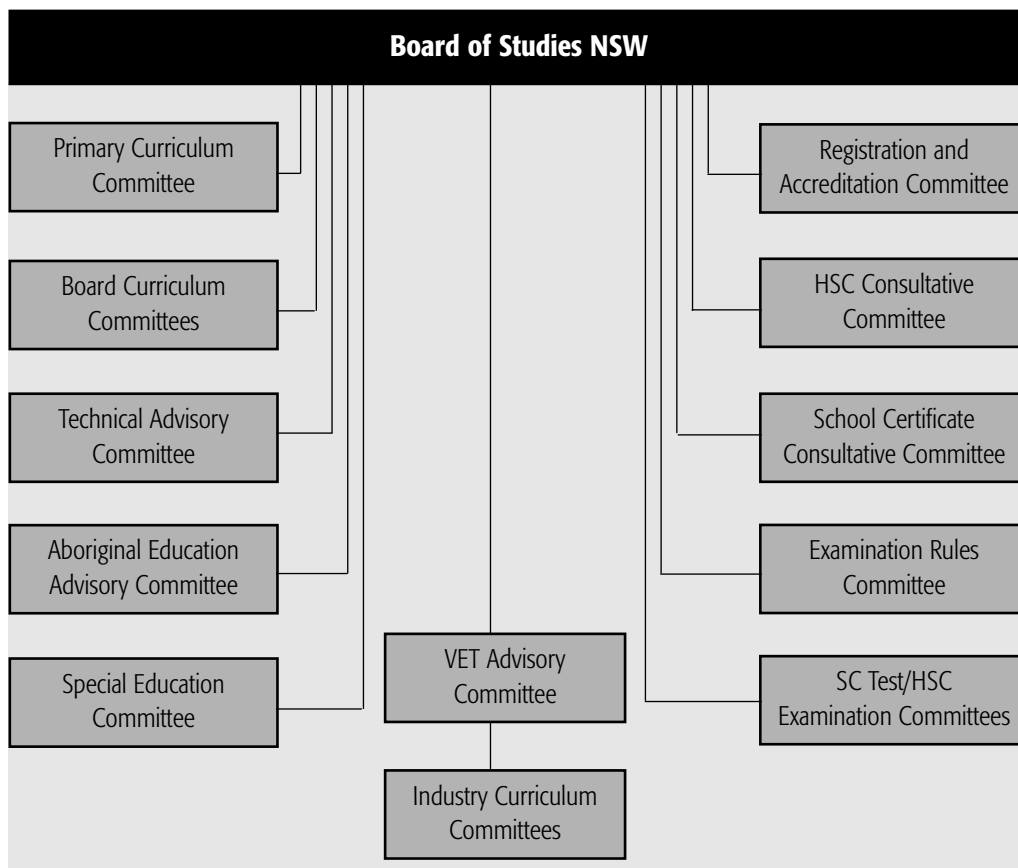 Board of Studies NSW
Primary Curriculum
Committee
Board Curriculum
Committees
Technical Advisory
Committee
Aboriginal Education
Advisory Committee
Special Education
Committee
VET Advisory
Committee
Industry Curriculum
Committees
Registration and
Accreditation Committee
HSC Consultative
Committee
School Certificate
Consultative Committee
Examination Rules
Committee
SC Test/HSC
Examination Committees